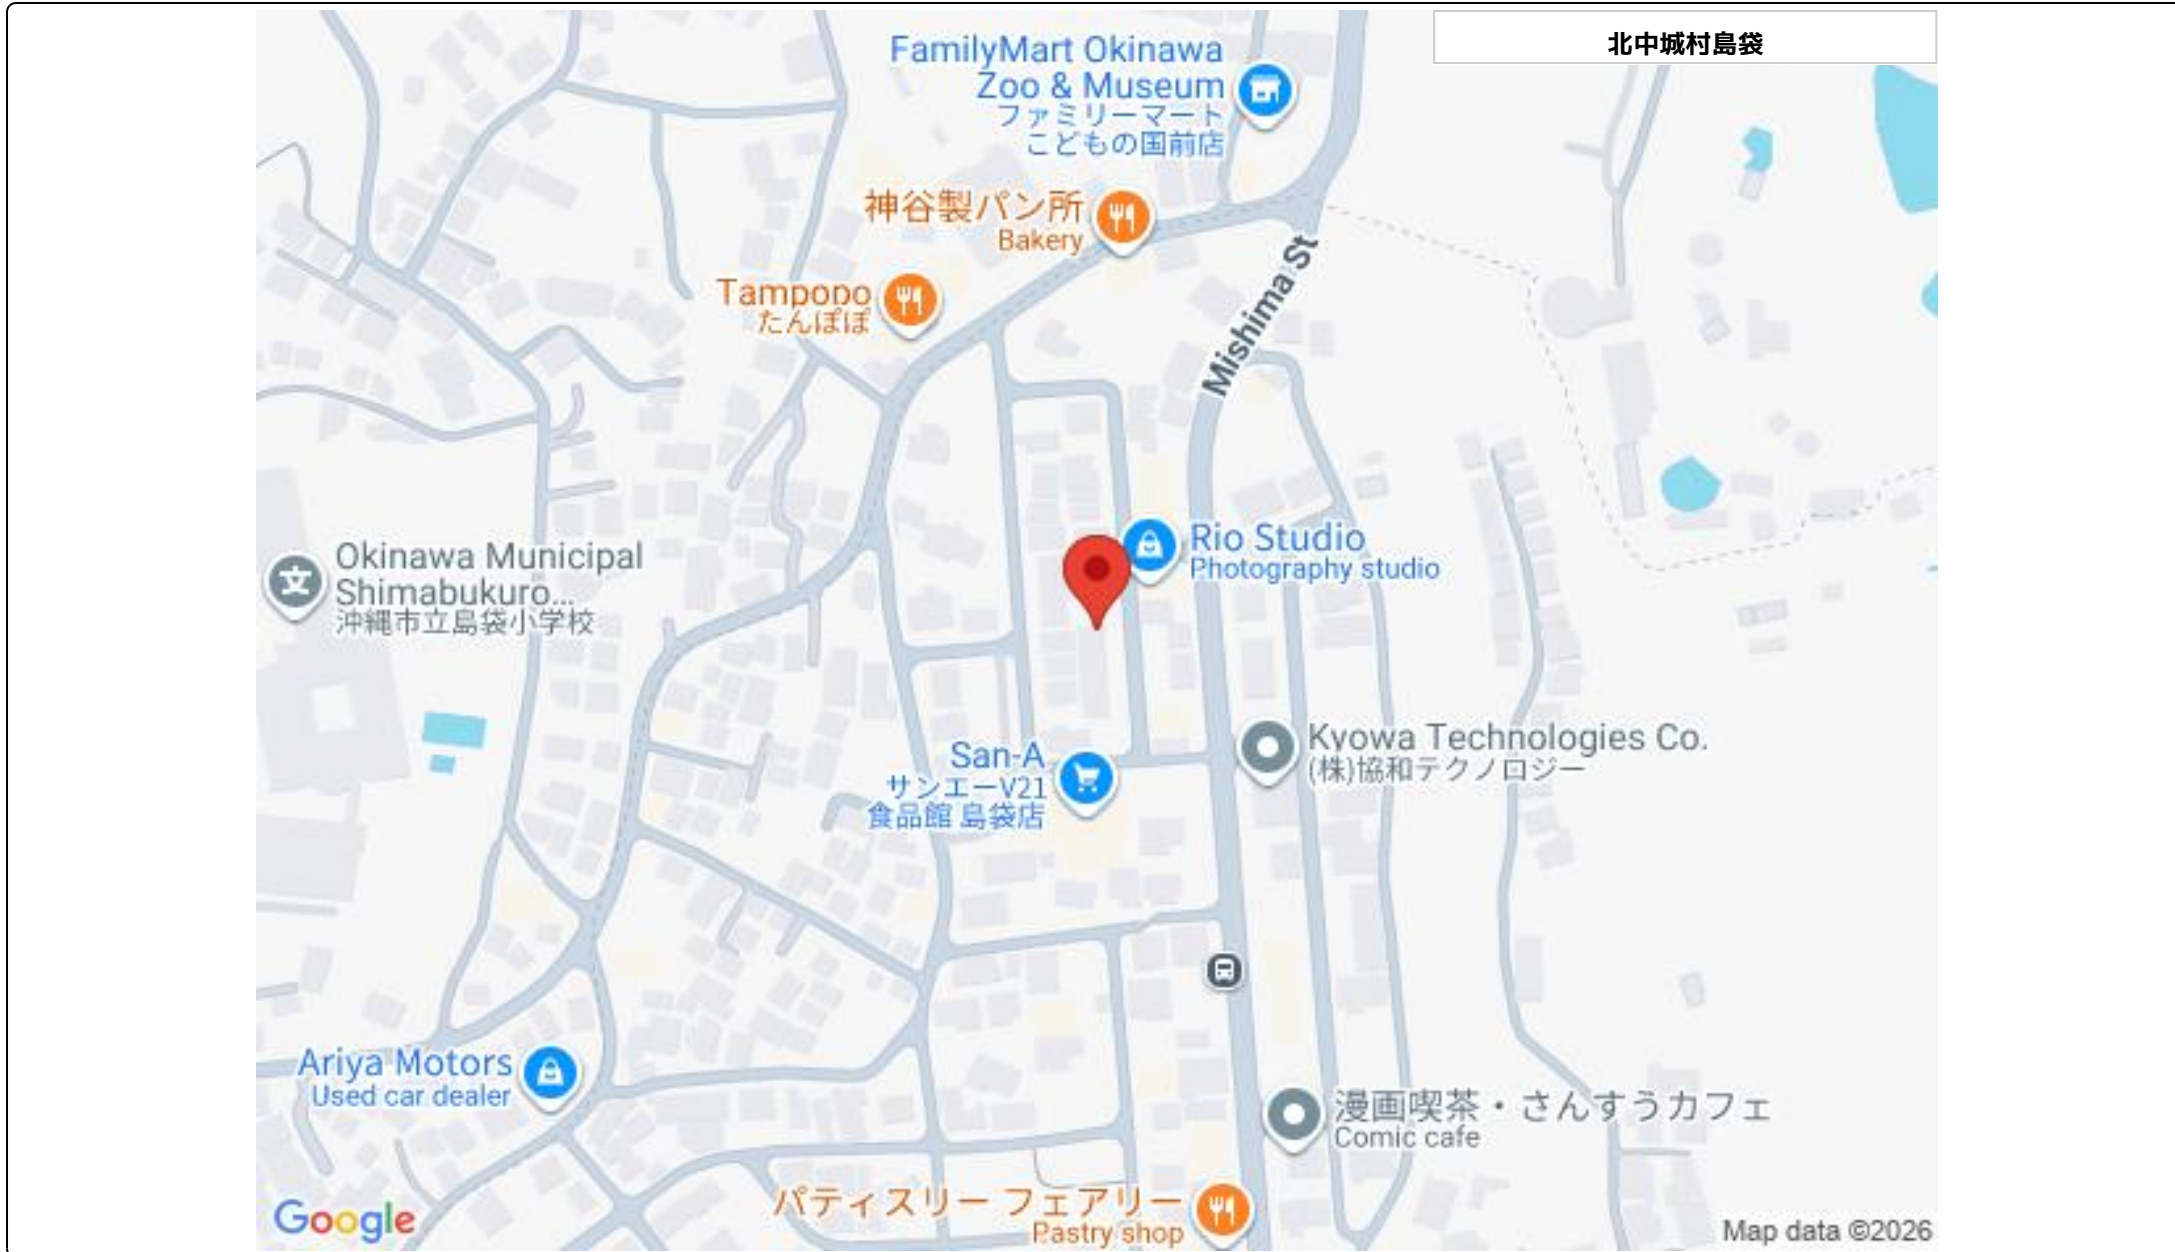 北中城村島袋
FamilyMart Okinawa
Zoo & Museum
ファミリーマート
こどもの国前店
神谷製パン所
Bakery
Tampopo
たんぽぽ
Mishima St
Rio Studio
Photography studio
Okinawa Municipal
Shimabukuro...
沖縄市立島袋小学校
文
Kyowa Technologies Co.
(株)協和テクノロジー
San-A
サンエーV21
食品館 島袋店
Ariya Motors
Used car dealer
漫画喫茶・さんすうカフェ
Comic cafe
パティスリー フェアリー
Pastry shop
Google
Map data ©2026